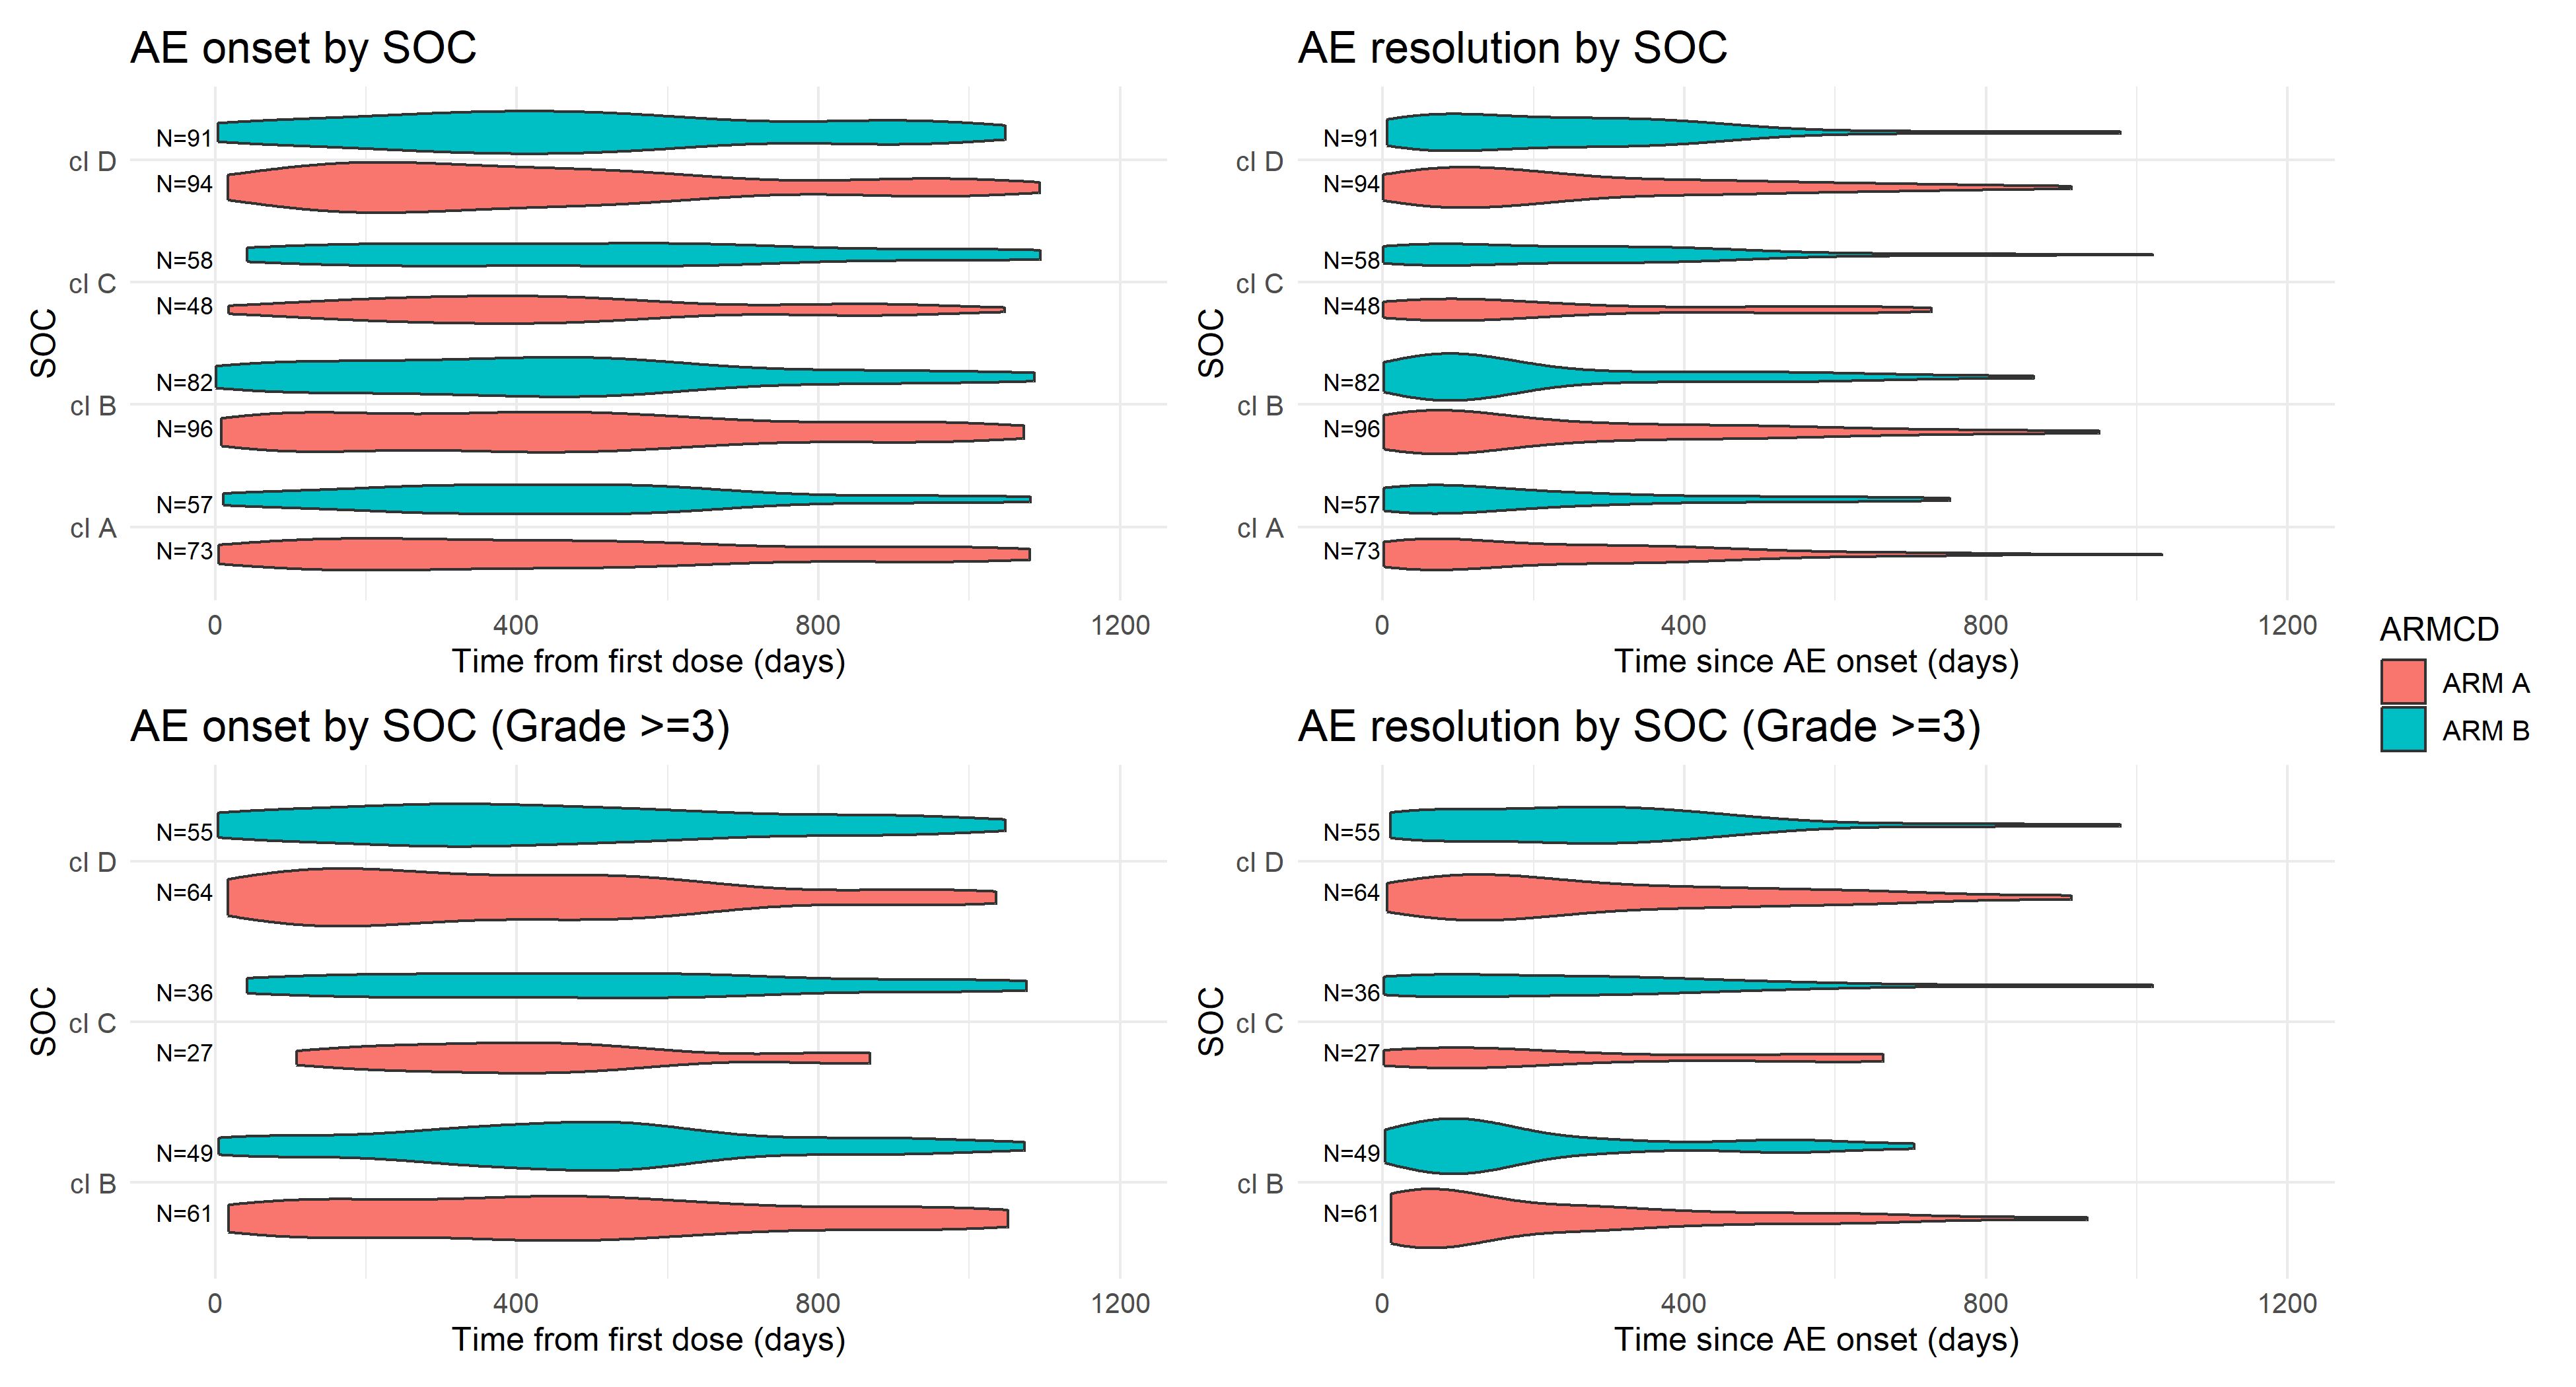 AE onset by SOC
N=91
cl D
N=94
N=58
cl C
N=48
SOC
N=82
cl B
N=96
N=57
cl A
N=73
0 400 800 1200
Time from first dose (days)
AE resolution by SOC
N=91
cl D
N=94
N=58
cl C
N=48
SOC
N=82
cl B
N=96
N=57
cl A
N=73
0 400 800 1200
Time since AE onset (days)
ARMCD
ARM A
ARM B
AE onset by SOC (Grade >=3)
N=55
cl D
N=64
N=36
SOC
cl C
N=27
N=49
cl B
N=61
0 400 800 1200
Time from first dose (days)
AE resolution by SOC (Grade >=3)
N=55
cl D
N=64
N=36
SOC
cl C
N=27
N=49
cl B
N=61
0 400 800 1200
Time since AE onset (days)